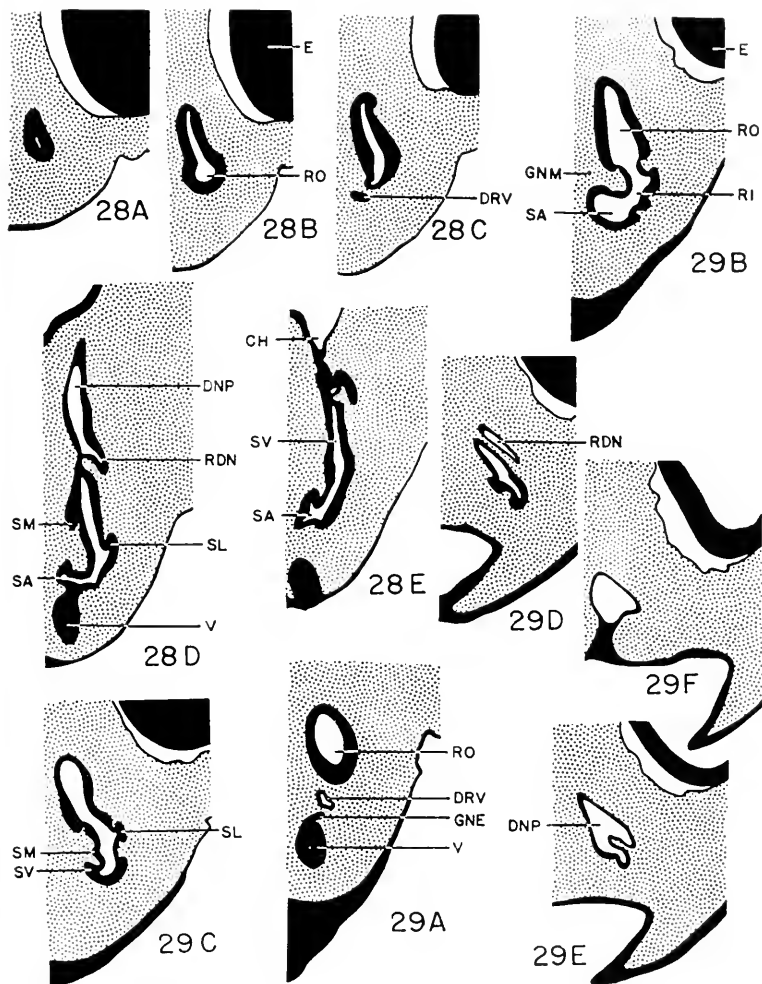 E
RO
28A
28B
DRV
28C
E
RO
GNM
RI
SA
29B
DNP
RDN
SM
SL
SA
V
28D
CH
SV
SA
28E
RDN
29D
29F
SL
SM
SV
29C
RO
DRV
GNE
V
29A
DNP
29E